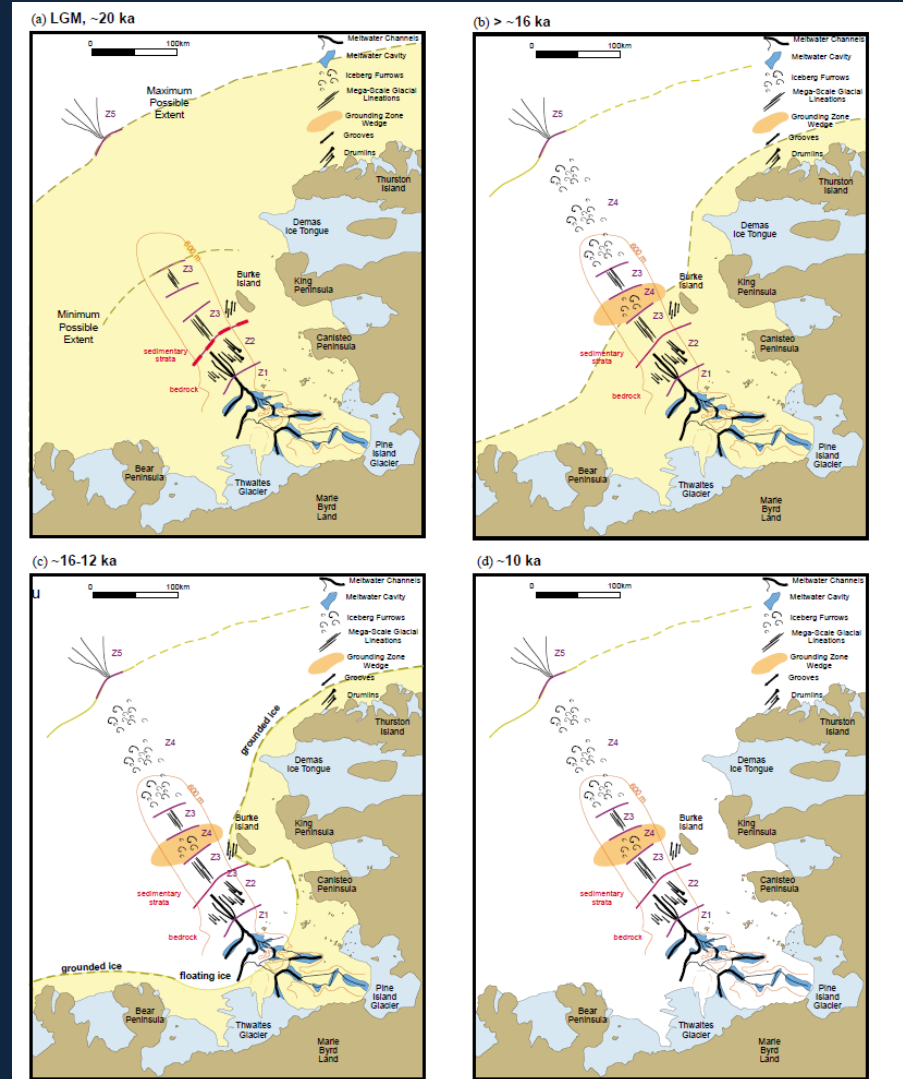 (a) LGM, ~20 ka
0 100km
Meltwater Channels
Meltwater Cavity
Iceberg Furrows
Mega-Scale Glacial
Lineations
Grounding Zone
Wedge
Grooves
Drumlins
Maximum
Possible
Extent
Z5
Thurston
Island
Demas
Ice Tongue
600 m
Z3
Burke
Island
King
Peninsula
Minimum
Possible
Extent
Z3
Canisteo
Peninsula
Z2
sedimentary
strata
Z1
bedrock
Pine
Island
Glacier
Bear
Peninsula
Thwaites
Glacier
Marie
Byrd
Land
(b) > ~16 ka
0 100km
Meltwater Channels
Meltwater Cavity
Iceberg Furrows
Mega-Scale Glacial
Lineations
Grounding Zone
Wedge
Grooves
Drumlins
Z5
Thurston
Island
Z4
Demas
Ice Tongue
600 m
Z3
Burke
Island
King
Peninsula
Z4
Z3
Canisteo
Peninsula
Z2
sedimentary
strata
Z1
bedrock
Pine
Island
Glacier
Bear
Peninsula
Thwaites
Glacier
Marie
Byrd
Land
(c) ~16-12 ka
u
0 100km
Meltwater Channels
Meltwater Cavity
Iceberg Furrows
Mega-Scale Glacial
Lineations
Grounding Zone
Wedge
Grooves
Drumlins
Z5
grounded ice
Thurston
Island
Z4
Demas
Ice Tongue
600 m
Z3
Burke
Island
King
Peninsula
Z4
Z3
Z3
Canisteo
Peninsula
Z2
sedimentary
strata
Z1
bedrock
grounded ice
floating ice
Pine
Island
Glacier
Bear
Peninsula
Thwaites
Glacier
Marie
Byrd
Land
(d) ~10 ka
0 100km
Meltwater Channels
Meltwater Cavity
Iceberg Furrows
Mega-Scale Glacial
Lineations
Grounding Zone
Wedge
Grooves
Drumlins
Z5
Thurston
Island
Z4
Demas
Ice Tongue
600 m
Z3
Burke
Island
King
Peninsula
Z4
Z3
Canisteo
Peninsula
Z2
sedimentary
strata
Z1
bedrock
Pine
Island
Glacier
Bear
Peninsula
Thwaites
Glacier
Marie
Byrd
Land